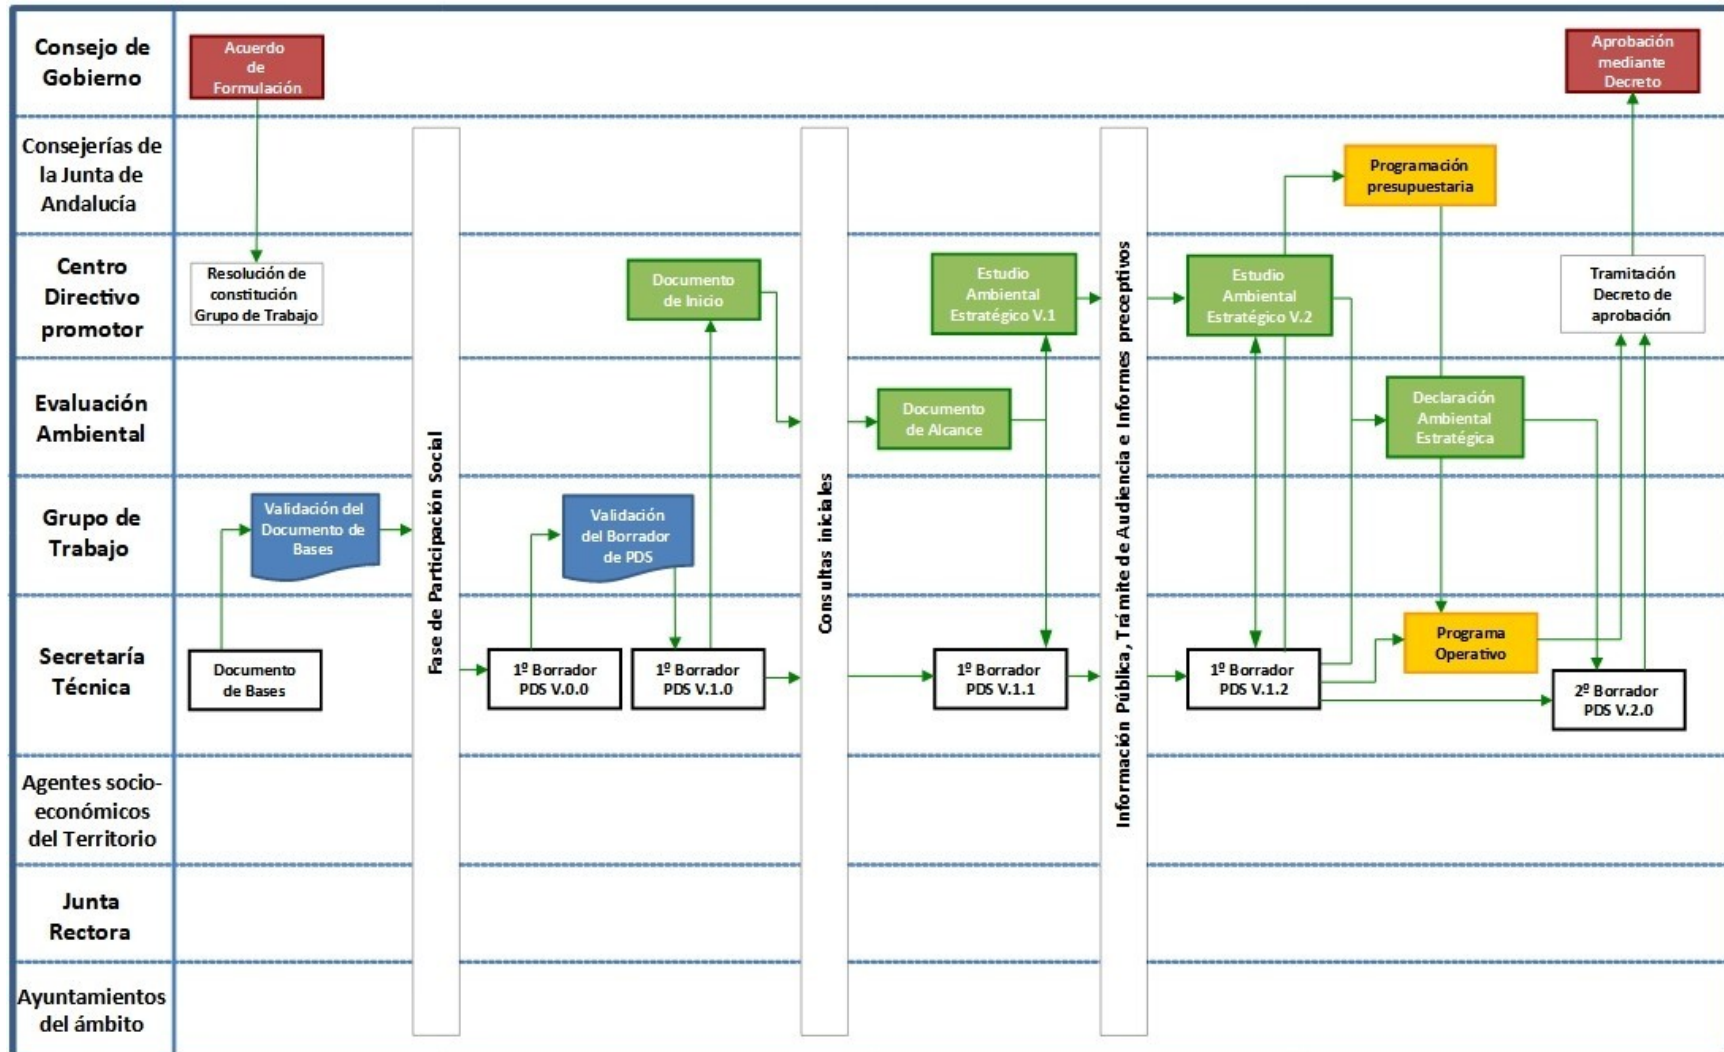 Consejo de
Gobierno
Acuerdo
de
Formulación
Aprobación
mediante
Decreto
Consejerías de
la Junta de
Andalucía
Programación
presupuestaria
Centro
Directivo
promotor
Resolución de
constitución
Grupo de Trabajo
Documento
de Inicio
Estudio
Ambiental
Estratégico V.1
Estudio
Ambiental
Estratégico V.2
Tramitación
Decreto de
aprobación
Evaluación
Ambiental
Documento
de Alcance
Declaración
Ambiental
Estratégica
Grupo de
Trabajo
Validación del
Documento de
Bases
Validación
del Borrador
de PDS
Secretaría
Técnica
Documento
de Bases
1º Borrador
PDS V.0.0
1º Borrador
PDS V.1.0
1º Borrador
PDS V.1.1
1º Borrador
PDS V.1.2
Programa
Operativo
2º Borrador
PDS V.2.0
Agentes socio-
económicos
del Territorio
Junta
Rectora
Ayuntamientos
del ámbito
Fase de Participación Social
Consultas iniciales
Información Pública, Trámite de Audiencia e Informes preceptivos